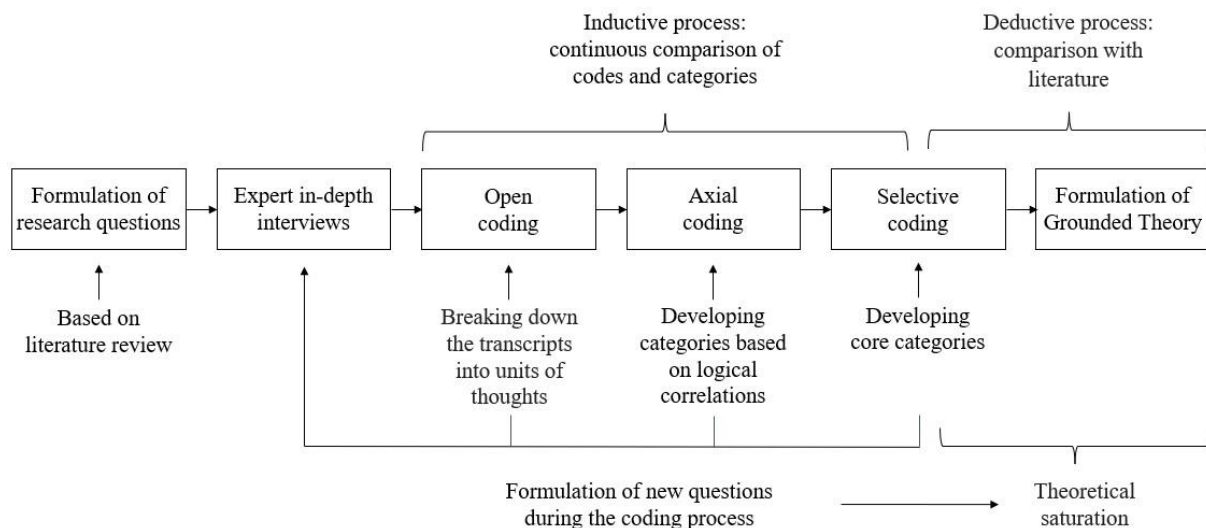 Inductive process:
continuous comparison of
codes and categories
Deductive process:
comparison with
literature
Formulation of
research questions
Expert in-depth
interviews
Open
coding
Axial
coding
Selective
coding
Formulation of
Grounded Theory
Based on
literature review
Breaking down
the transcripts
into units of
thoughts
Developing
categories based
on logical
correlations
Developing
core categories
Formulation of new questions
during the coding process
Theoretical
saturation